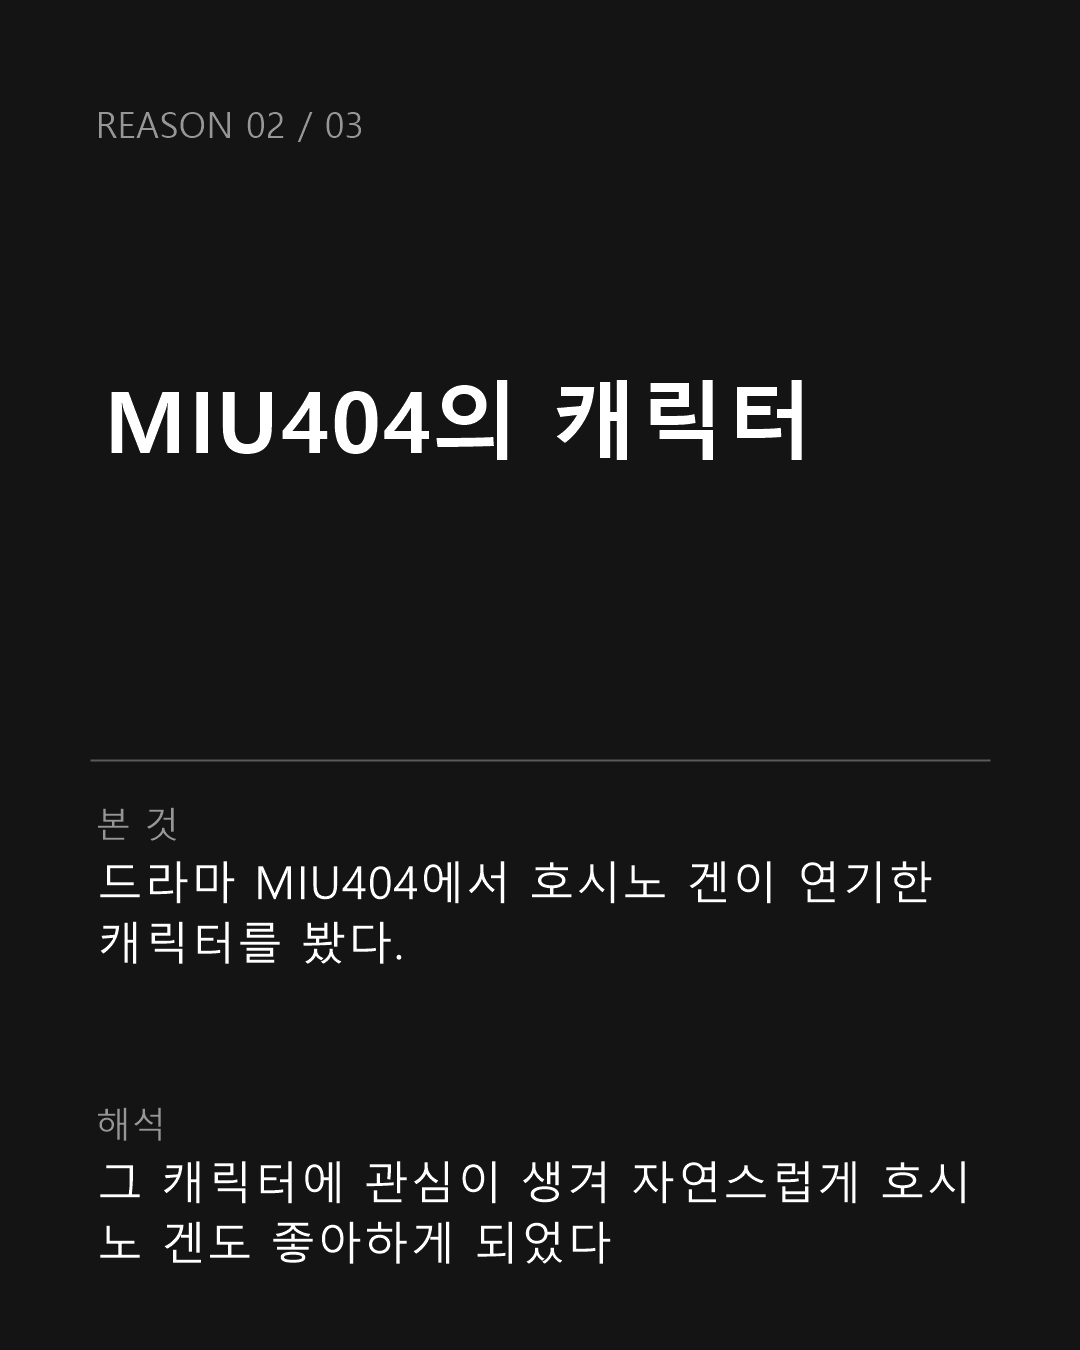 REASON 02 / 03
MIU404의 캐릭터
본 것
드라마 MIU404에서 호시노 겐이 연기한
캐릭터를 봤다.
해석
그 캐릭터에 관심이 생겨 자연스럽게 호시
노 겐도 좋아하게 되었다